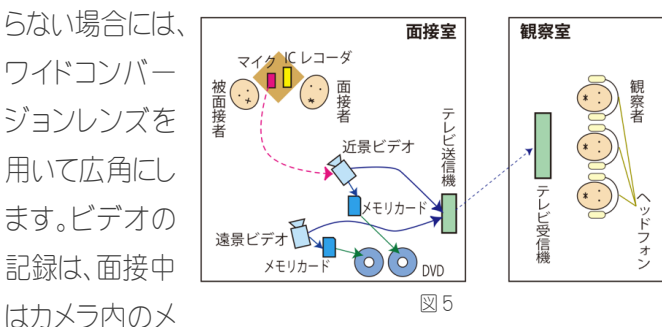 らない場合には、
ワイドコンバー
ジョンレンズを
用いて広角にし
ます。ビデオの
記録は、面接中
はカメラ内のメ
面接室
マイク
ICレコーダ
被面接者
面接者
近景ビデオ
テレビ送信機
メモリカード
遠景ビデオ
メモリカード
DVD
観察室
観察者
テレビ受信機
ヘッドフォン
図5